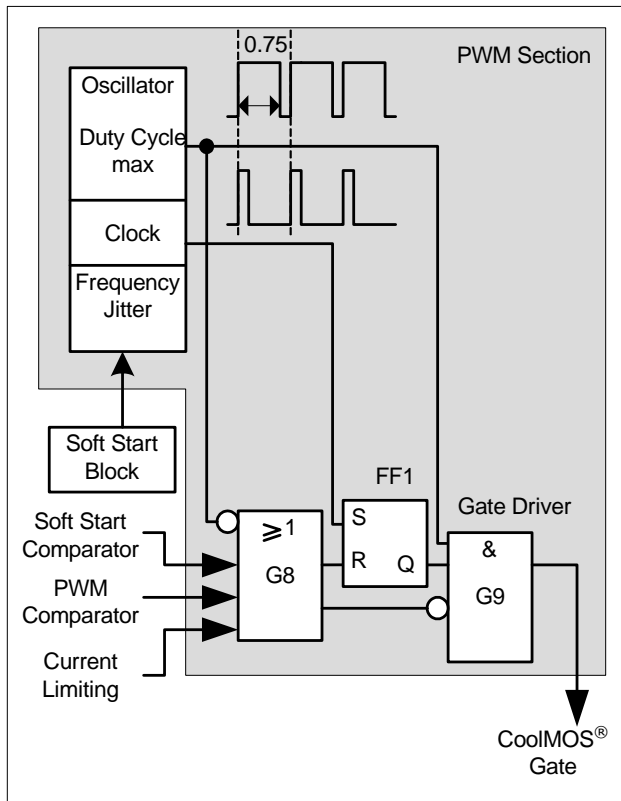 0.75
PWM Section
Oscillator
Duty Cycle
max
Clock
Frequency
Jitter
Soft Start
Block
FF1
Gate Driver
Soft Start
Comparator
PWM
Comparator
Current
Limiting
≥1
G8
S
R
Q
&
G9
CoolMOS®
Gate